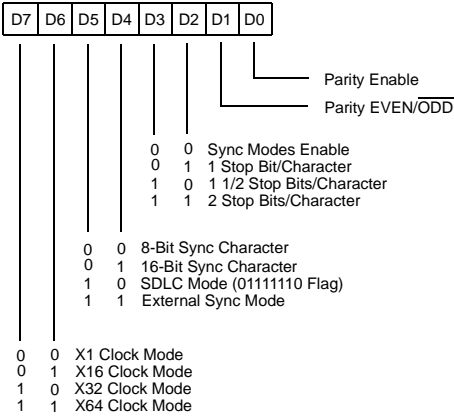 D7 D6 D5 D4 D3 D2 D1 D0
Parity Enable
Parity EVEN/ODD
0 0 Sync Modes Enable
0 1 1 Stop Bit/Character
1 0 1 1/2 Stop Bits/Character
1 1 2 Stop Bits/Character
0 0 8-Bit Sync Character
0 1 16-Bit Sync Character
1 0 SDLC Mode (01111110 Flag)
1 1 External Sync Mode
0 0 X1 Clock Mode
0 1 X16 Clock Mode
1 0 X32 Clock Mode
1 1 X64 Clock Mode